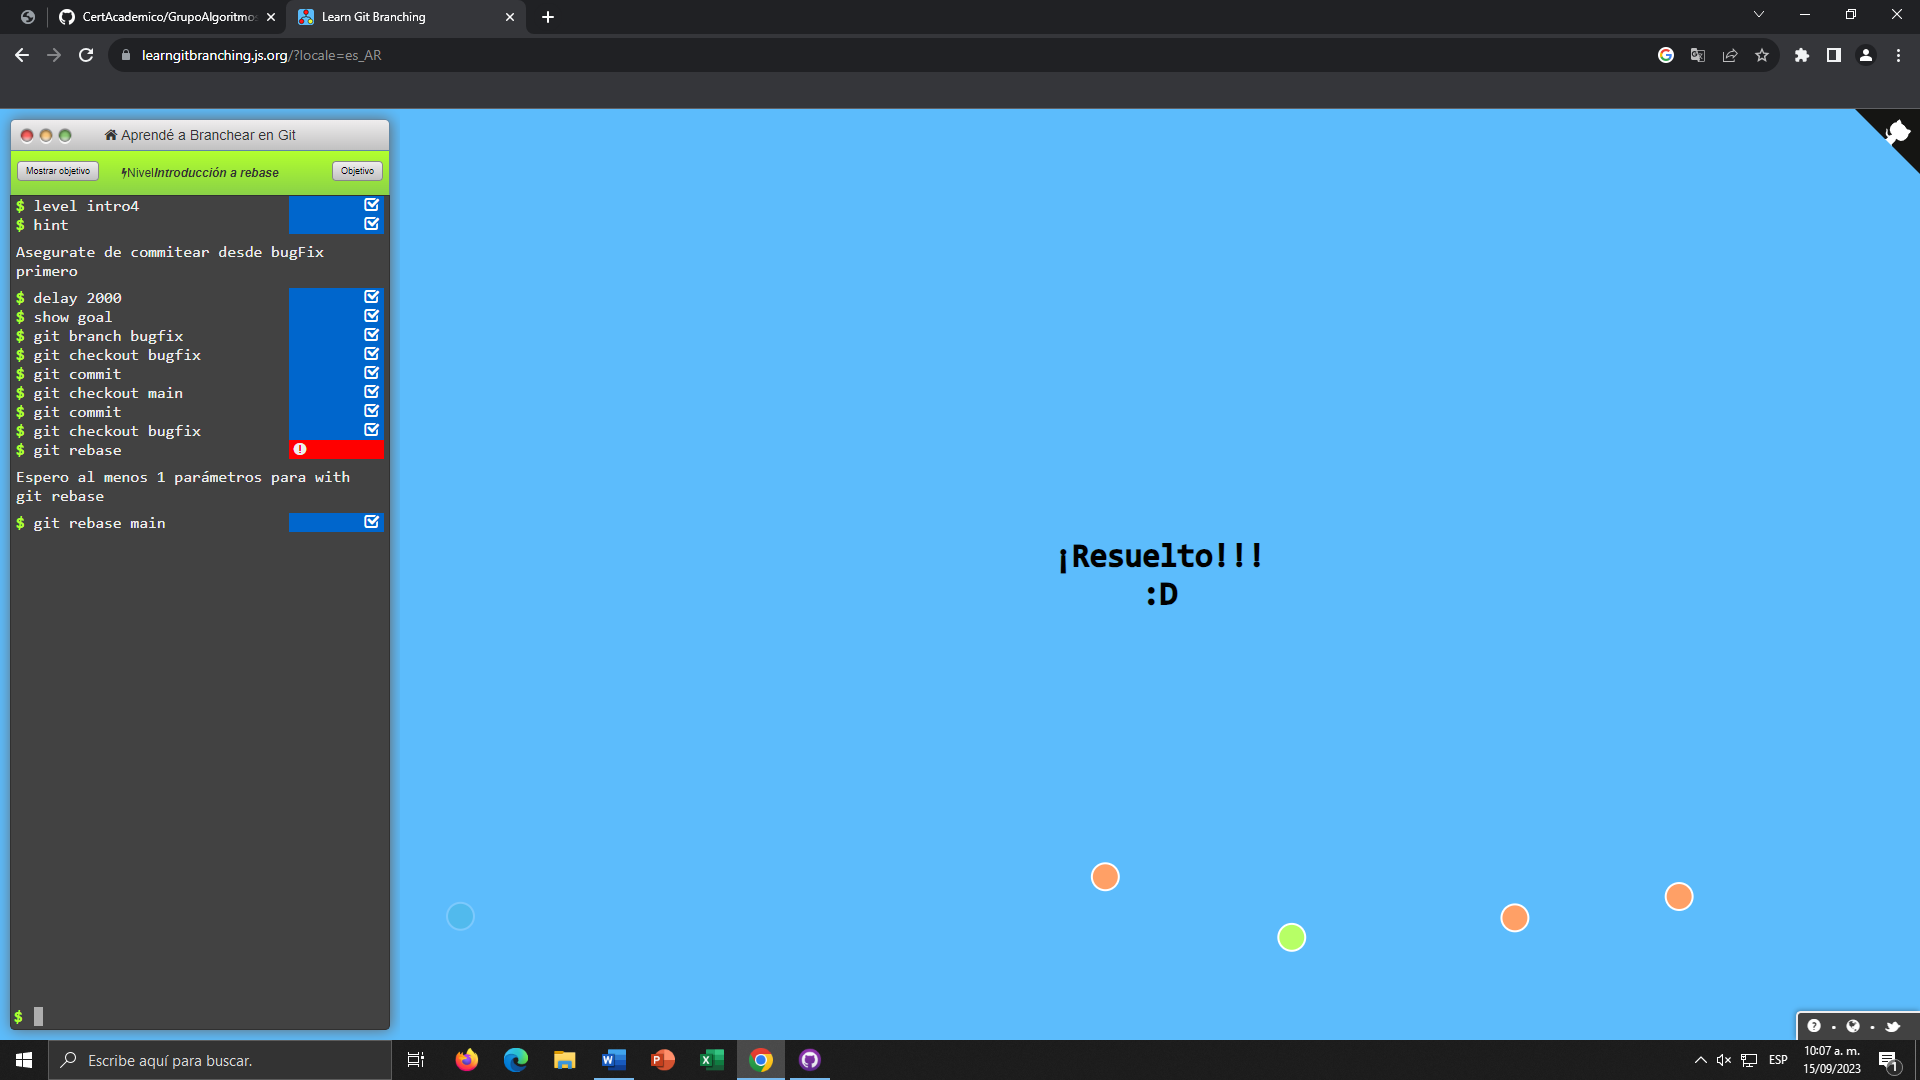 CertAcademico/GrupoAlgoritmos
Learn Git Branching
learngitbranching.js.org/?locale=es_AR
Aprendé a Branchear en Git
Mostrar objetivo
NivelIntroducción a rebase
Objetivo
$ level intro4
$ hint
Asegurate de commitear desde bugFix
primero
$ delay 2000
$ show goal
$ git branch bugfix
$ git checkout bugfix
$ git commit
$ git checkout main
$ git commit
$ git checkout bugfix
$ git rebase
Espero al menos 1 parámetros para with
git rebase
$ git rebase main
¡Resuelto!!!
:D
$
Escribe aquí para buscar.
ESP
10:07 a. m.
15/09/2023
1